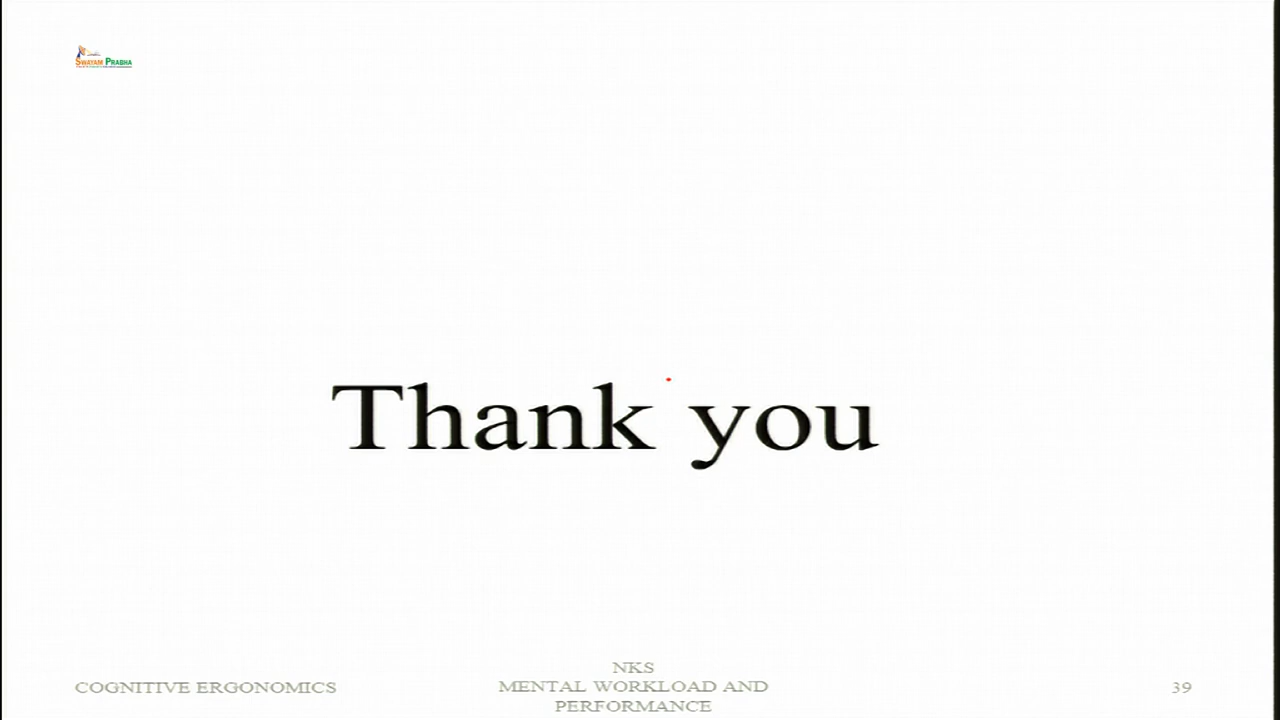 SWAYAM PRABHA
Thank you
COGNITIVE ERGONOMICS
NKS
MENTAL WORKLOAD AND
PERFORMANCE
39